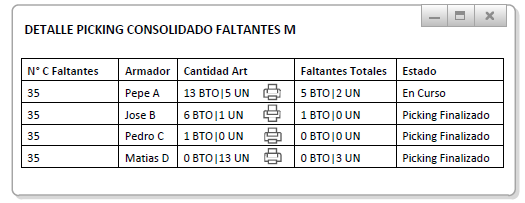 DETALLE PICKING CONSOLIDADO FALTANTES M
N° C Faltantes Armador Cantidad Art Faltantes Totales Estado
35 Pepe A 13 BTO|5 UN 5 BTO|2 UN En Curso
35 Jose B 6 BTO|1 UN 1 BTO|0 UN Picking Finalizado
35 Pedro C 1 BTO|0 UN 0 BTO|0 UN Picking Finalizado
35 Matias D 0 BTO|13 UN 0 BTO|3 UN Picking Finalizado